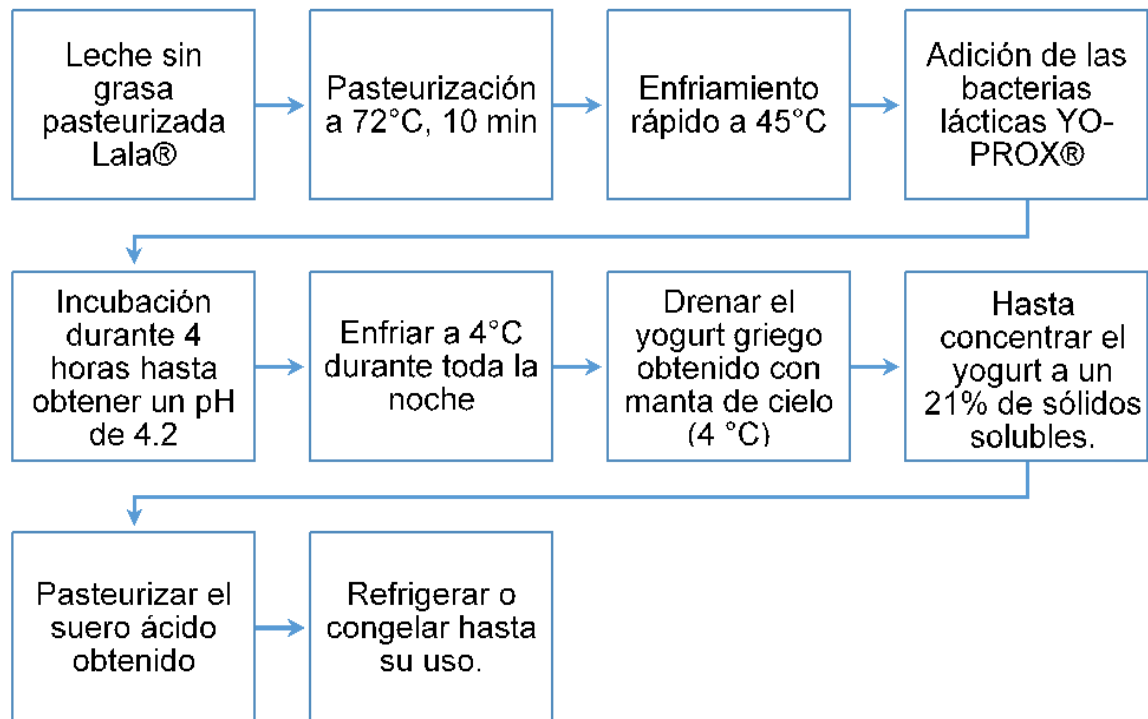 Leche sin
grasa
pasteurizada
Lala®
Pasteurización
a 72°C, 10 min
Enfriamiento
rápido a 45°C
Adición de las
bacterias
lácticas YO-
PROX®
Incubación
durante 4
horas hasta
obtener un pH
de 4.2
Enfriar a 4°C
durante toda la
noche
Drenar el
yogurt griego
obtenido con
manta de cielo
(4 °C)
Hasta
concentrar el
yogurt a un
21% de sólidos
solubles.
Pasteurizar el
suero ácido
obtenido
Refrigerar o
congelar hasta
su uso.